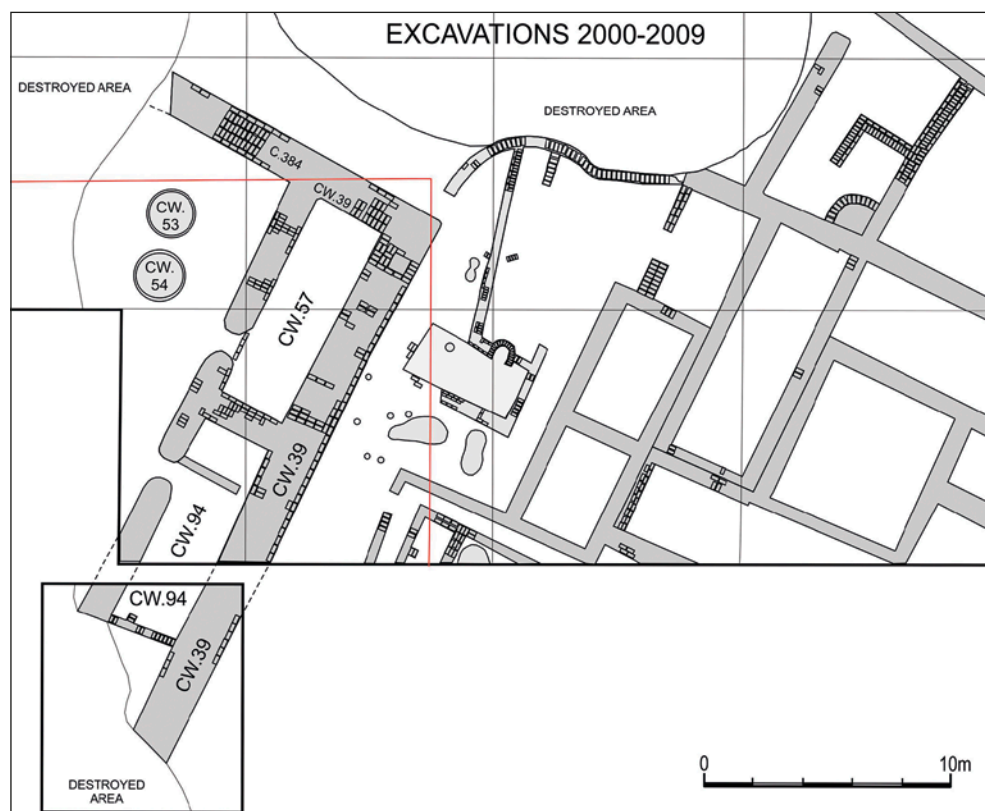 EXCAVATIONS 2000-2009
DESTROYED AREA
DESTROYED AREA
C.384
CW.39
CW.
53
CW.
54
CW.57
CW.39
CW.94
CW.94
CW.39
DESTROYED
AREA
0
10m